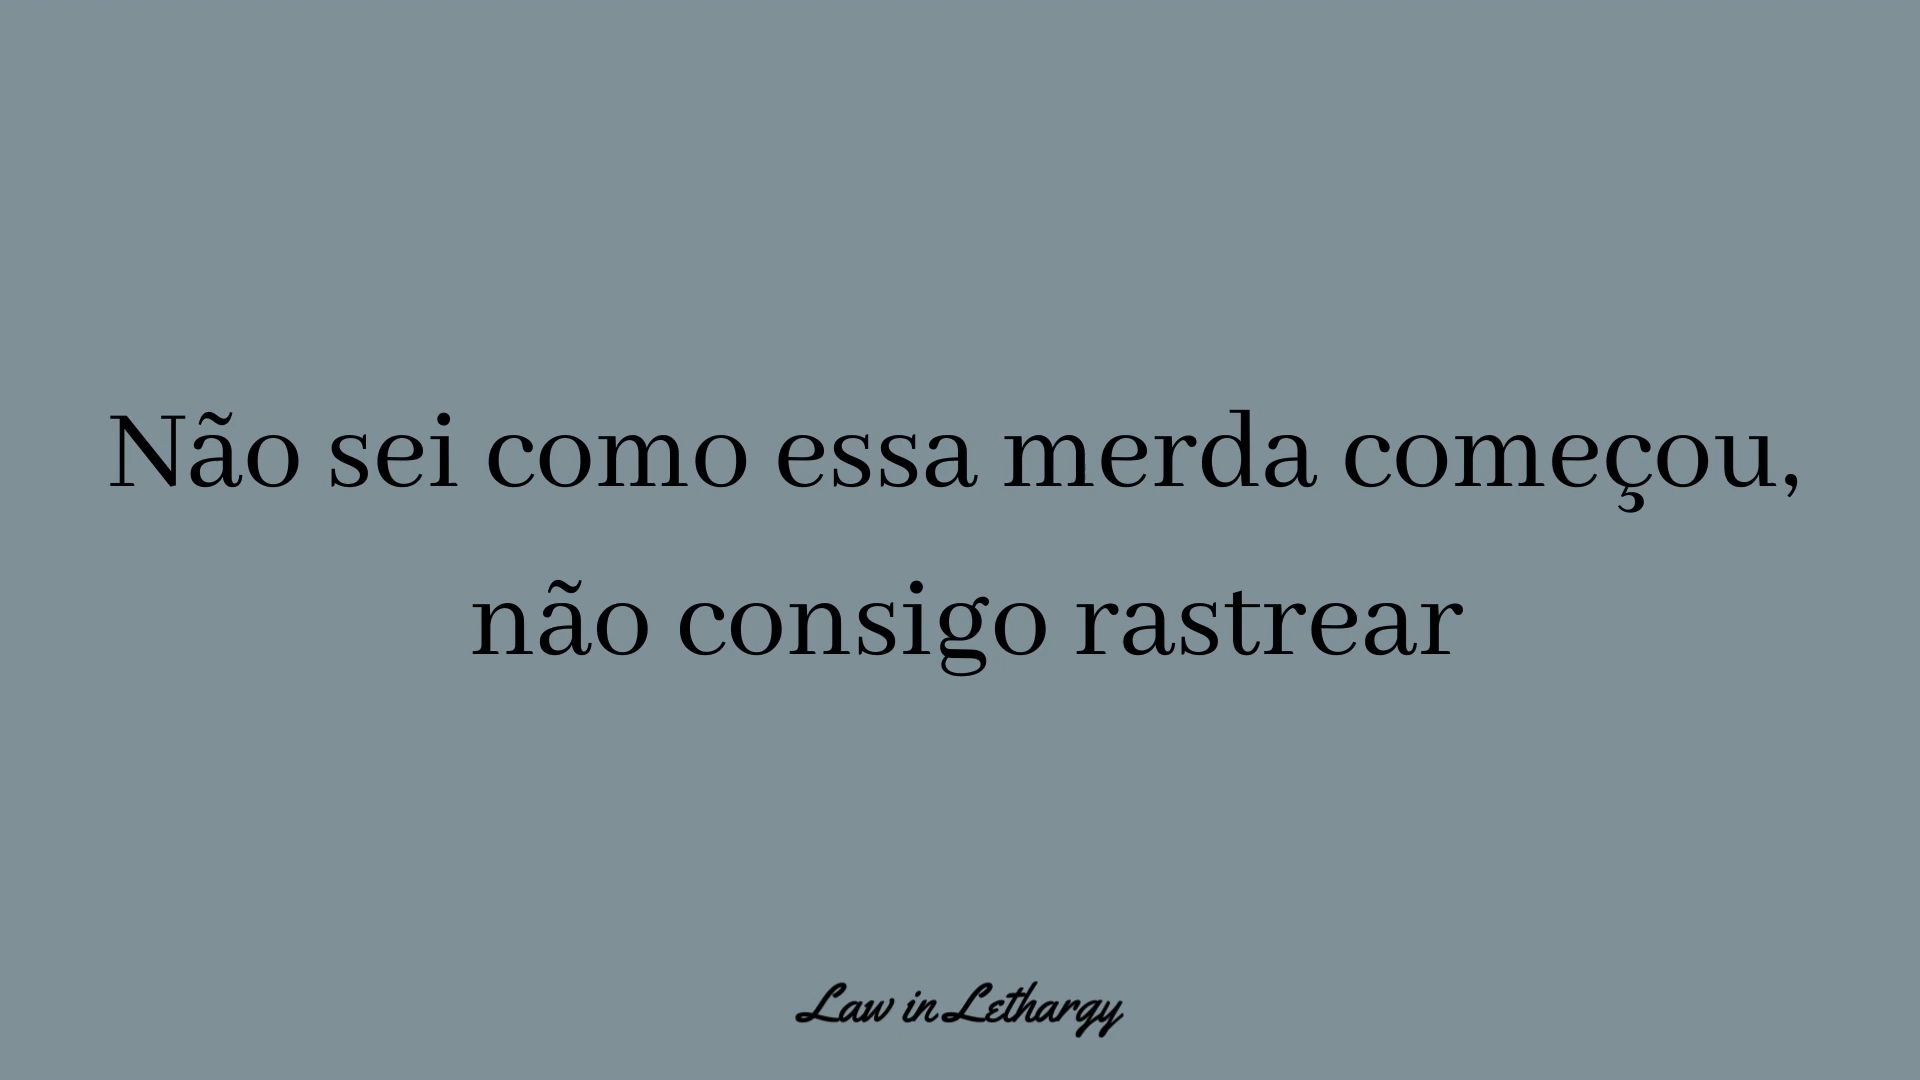 Não sei como essa merda começou,
não consigo rastrear
Law in Lethargy